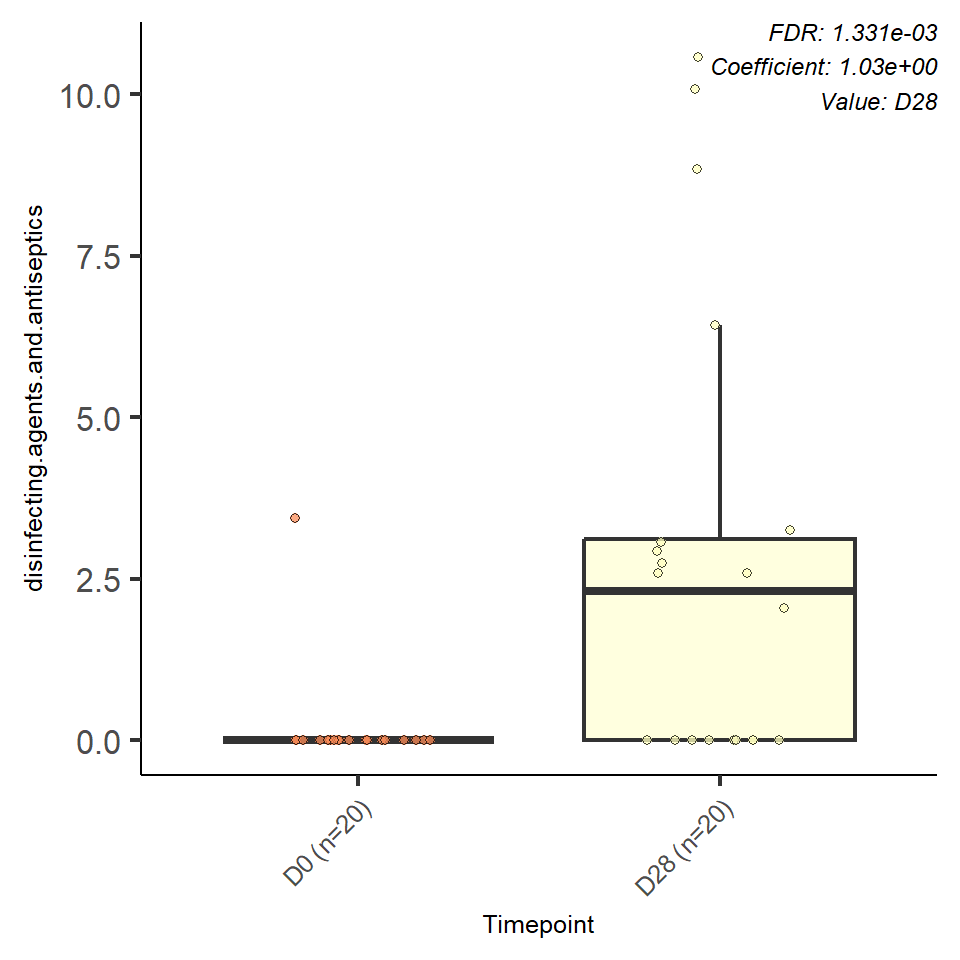 FDR: 1.331e-03
Coefficient: 1.03e+00
Value: D28
disinfecting.agents.and.antiseptics
10.0
7.5
5.0
2.5
0.0
D0 (n=20)
D28 (n=20)
Timepoint